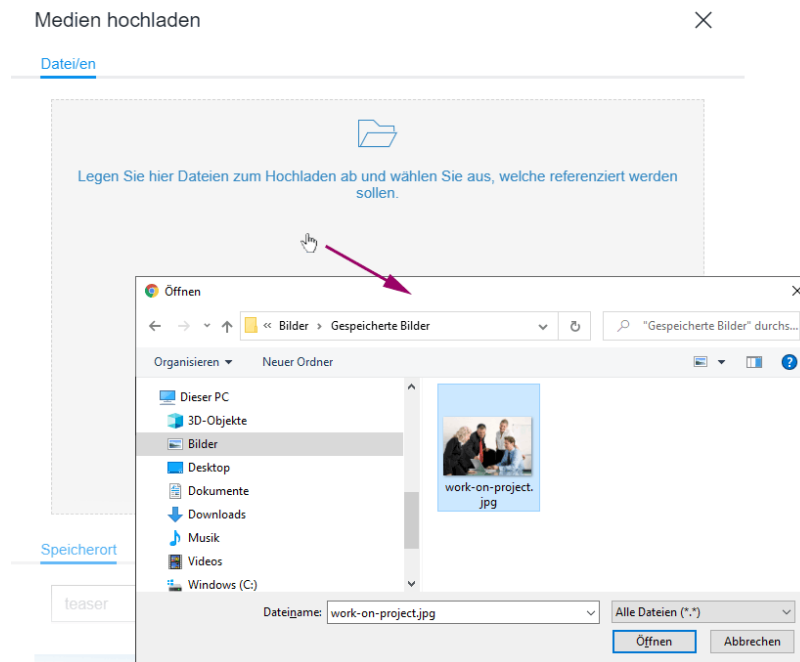 Medien hochladen
Datei/en
Legen Sie hier Dateien zum Hochladen ab und wählen Sie aus, welche referenziert werden
sollen.
Öffnen
« Bilder › Gespeicherte Bilder
"Gespeicherte Bilder" durchs...
Organisieren
Neuer Ordner
?
Dieser PC
3D-Objekte
Bilder
Desktop
Dokumente
Downloads
Musik
Videos
Windows (C:)
work-on-project.
jpg
Speicherort
teaser
Dateiname: work-on-project.jpg
Alle Dateien (*.*)
Öffnen
Abbrechen